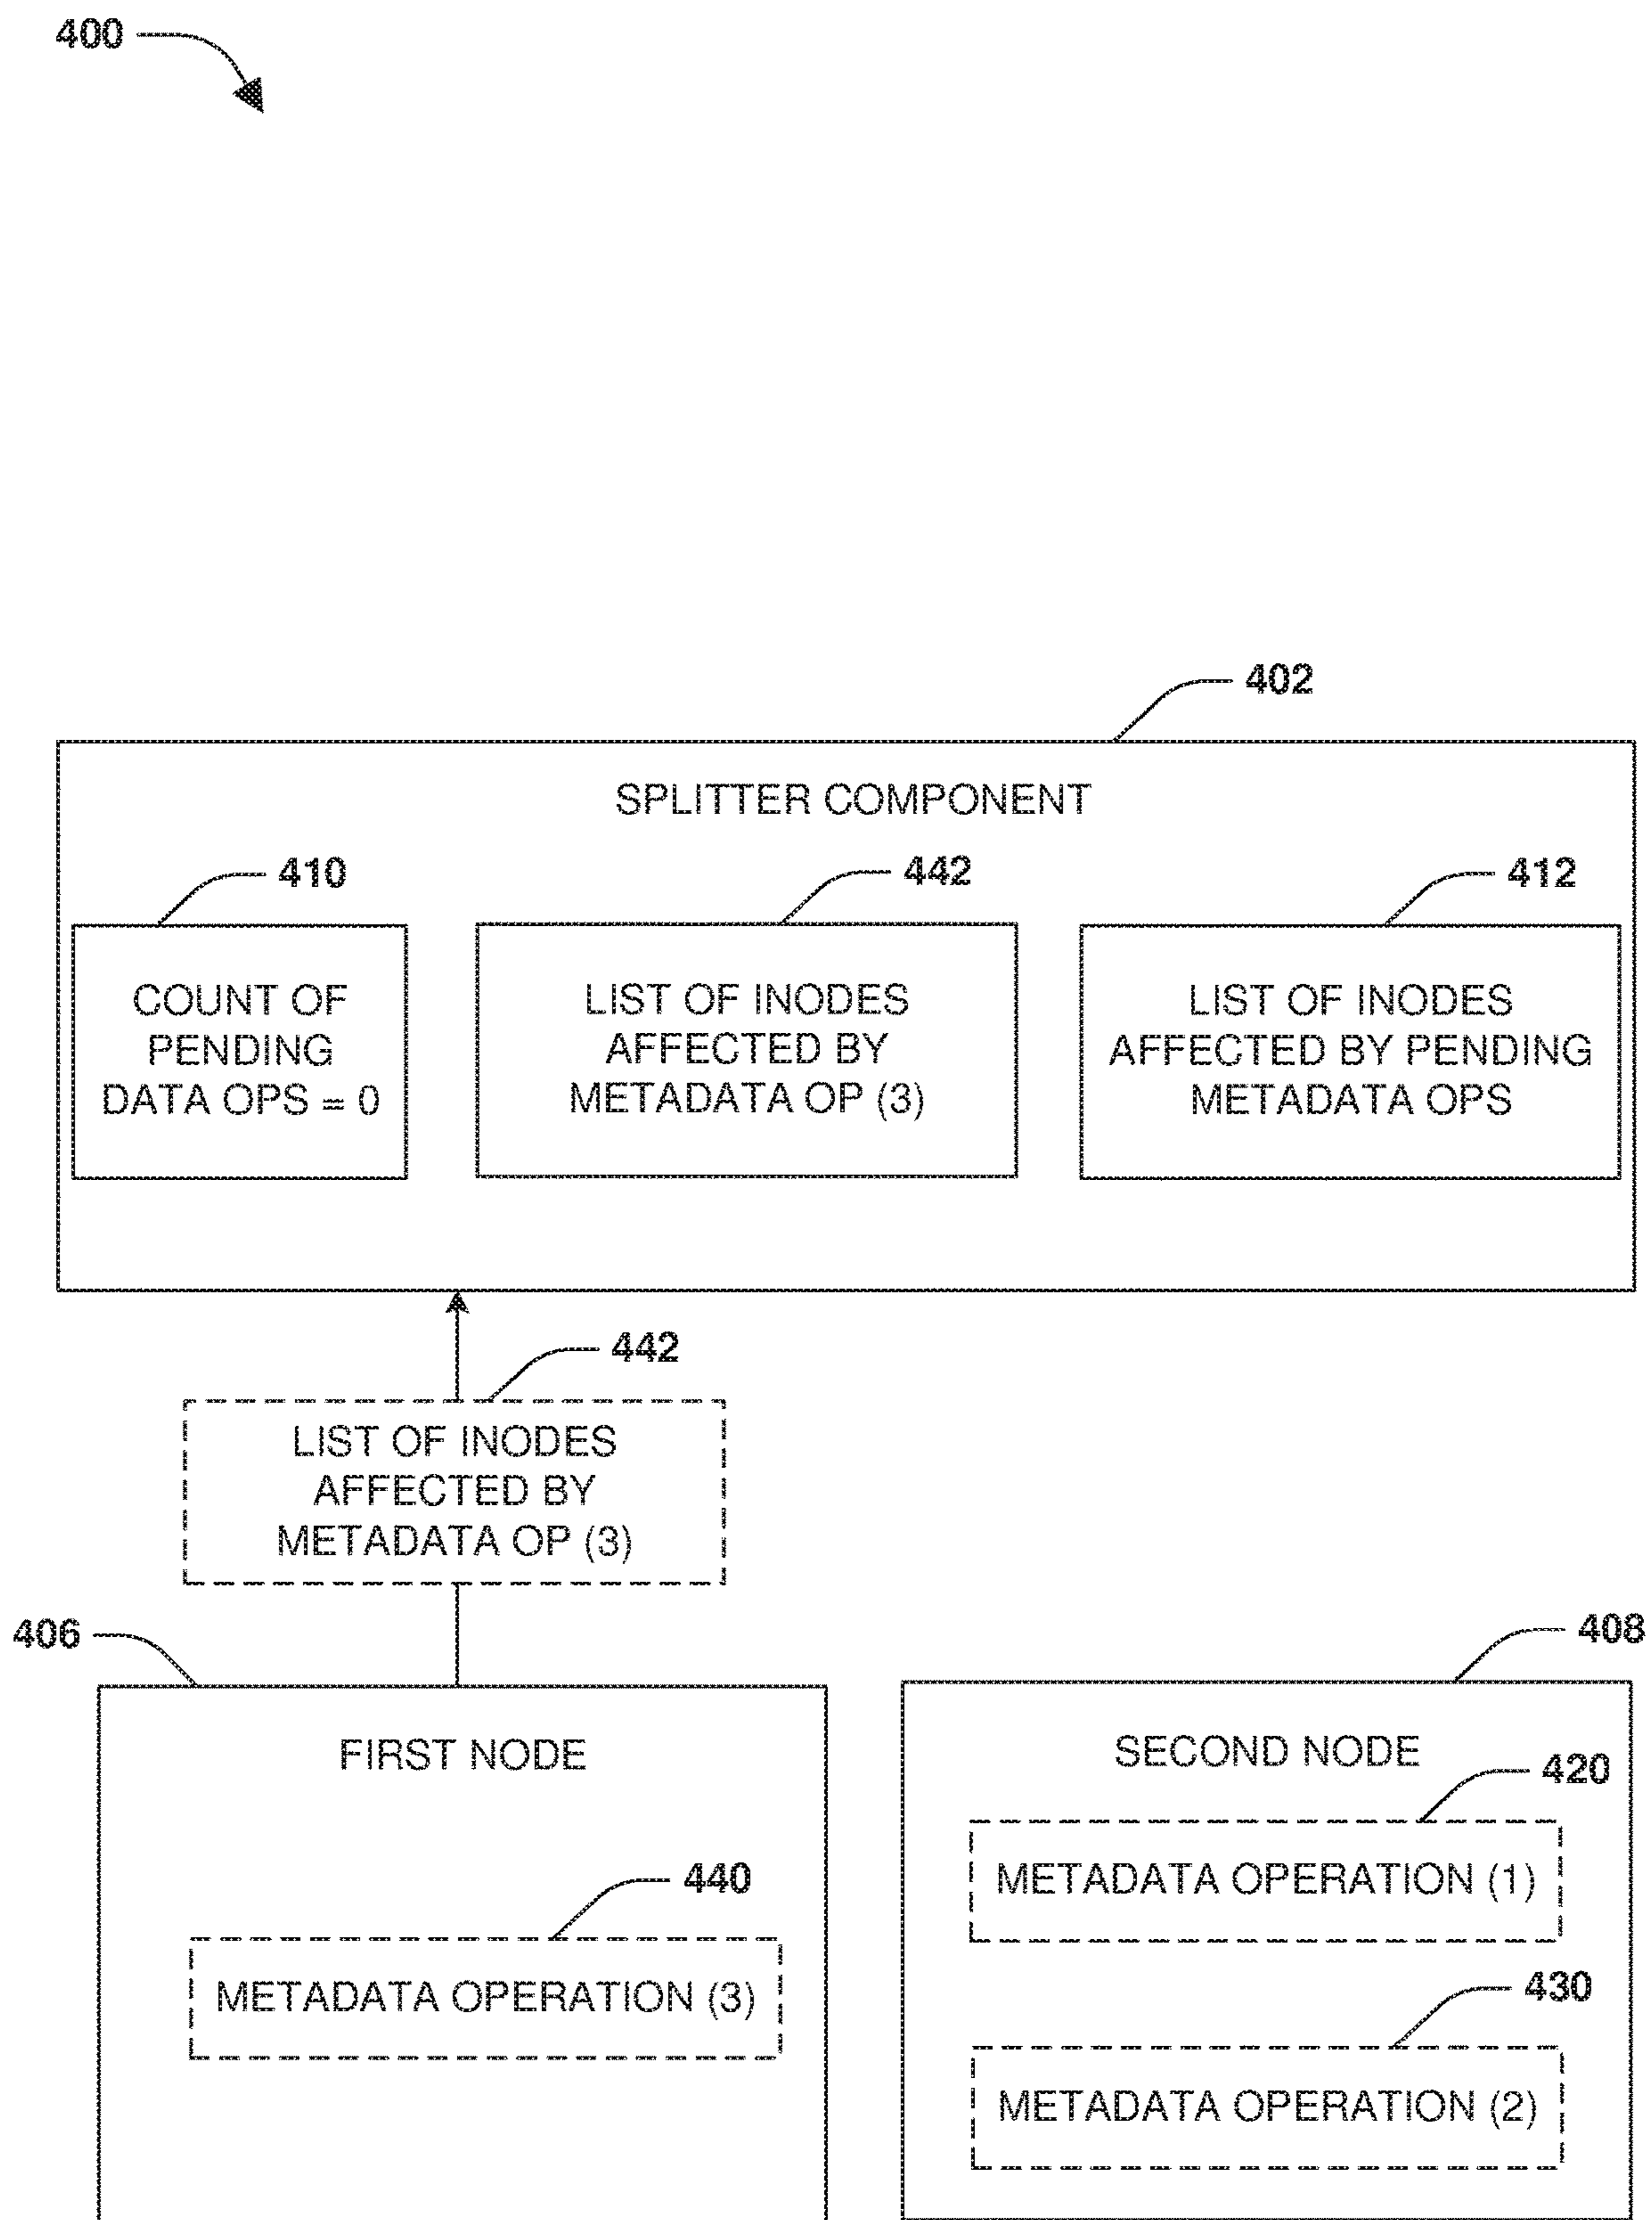 400
402
SPLITTER COMPONENT
410
442
412
COUNT OF
PENDING
DATA OPS = 0
LIST OF INODES
AFFECTED BY
METADATA OP (3)
LIST OF INODES
AFFECTED BY PENDING
METADATA OPS
442
LIST OF INODES
AFFECTED BY
METADATA OP (3)
406
FIRST NODE
440
METADATA OPERATION (3)
408
SECOND NODE
420
METADATA OPERATION (1)
430
METADATA OPERATION (2)